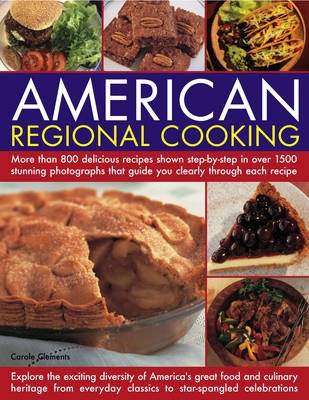 AMERICAN
REGIONAL COOKING
More than 800 delicious recipes shown step-by-step in over 1500
stunning photographs that guide you clearly through each recipe
Carole Clements
Explore the exciting diversity of America's great food and culinary
heritage from everyday classics to star-spangled celebrations